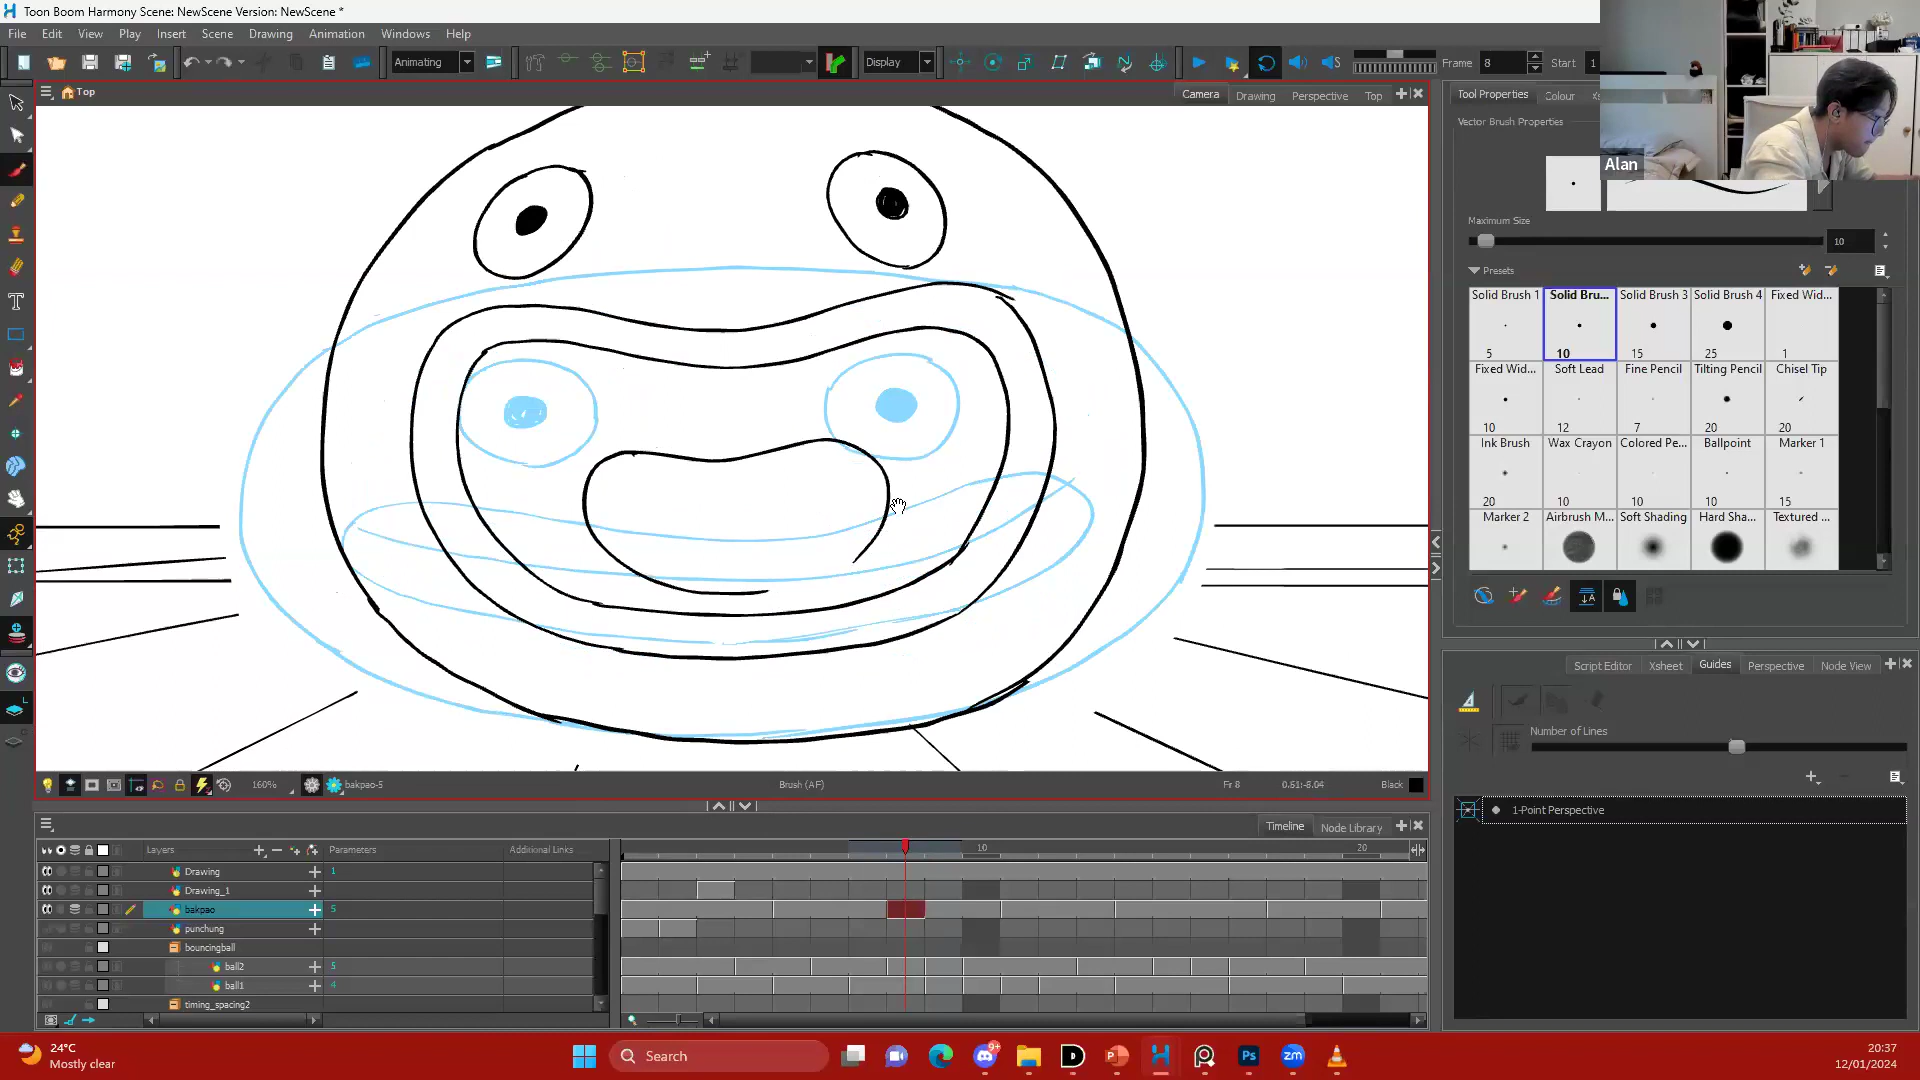 Toon Boom Harmony Scene: NewScene Version: NewScene *
File Edit View Play Insert Scene Drawing Animation Windows Help
Animating
Display
Frame 8 Start 1
Top
Camera Drawing Perspective Top
Tool Properties Colour
Vector Brush Properties
Alan
Maximum Size
10
Presets
Solid Brush 1 Solid Bru... Solid Brush 3 Solid Brush 4 Fixed Wid...
5 10 15 25 1
Fixed Wid... Soft Lead Fine Pencil Tilting Pencil Chisel Tip
10 12 7 20 20
Ink Brush Wax Crayon Colored Pe... Ballpoint Marker 1
20 10 10 10 15
Marker 2 Airbrush M... Soft Shading Hard Sha... Textured ...
Script Editor Xsheet Guides Perspective Node View
Number of Lines
1-Point Perspective
160% bakpao-5 Brush (AF) Fr 8 0.51:-5.04 Black
Timeline Node Library
Layers Parameters Additional Links 10 20
Drawing 1
Drawing_1
bakpao 5
punchung
bouncingball
ball2 5
ball1 4
timing_spacing2
24°C
Mostly clear
Search
9+
20:37
12/01/2024